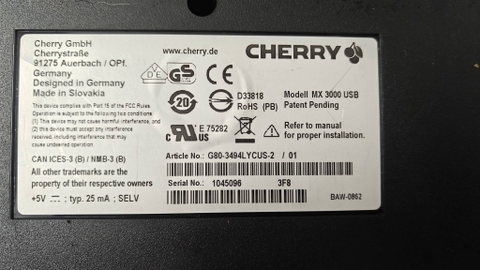 Cherry GmbH
Cherrystraße
91275 Auerbach / OPf.
Germany
Designed in Germany
Made in Slovakia
This device complies with Part 15 of the FCC Rules
Operation is subject to the following two conditions:
(1) This device may not cause harmful interference, and
(2) this device must accept any interference
received, including interference that may
cause undesired operation.
CAN ICES-3 (B) / NMB-3 (B)
All other trademarks are the
property of their respective owners
+5V ; typ. 25 mA ; SELV
www.cherry.de
CHERRY
DE GS CE
20
D33818
RoHS (PB)
Modell MX 3000 USB
Patent Pending
c UL US E 75282
Refer to manual
for proper installation.
Article No.: G80-3494LYCUS-2 / 01
Serial No.: 1045096 3F8
BAW-0862